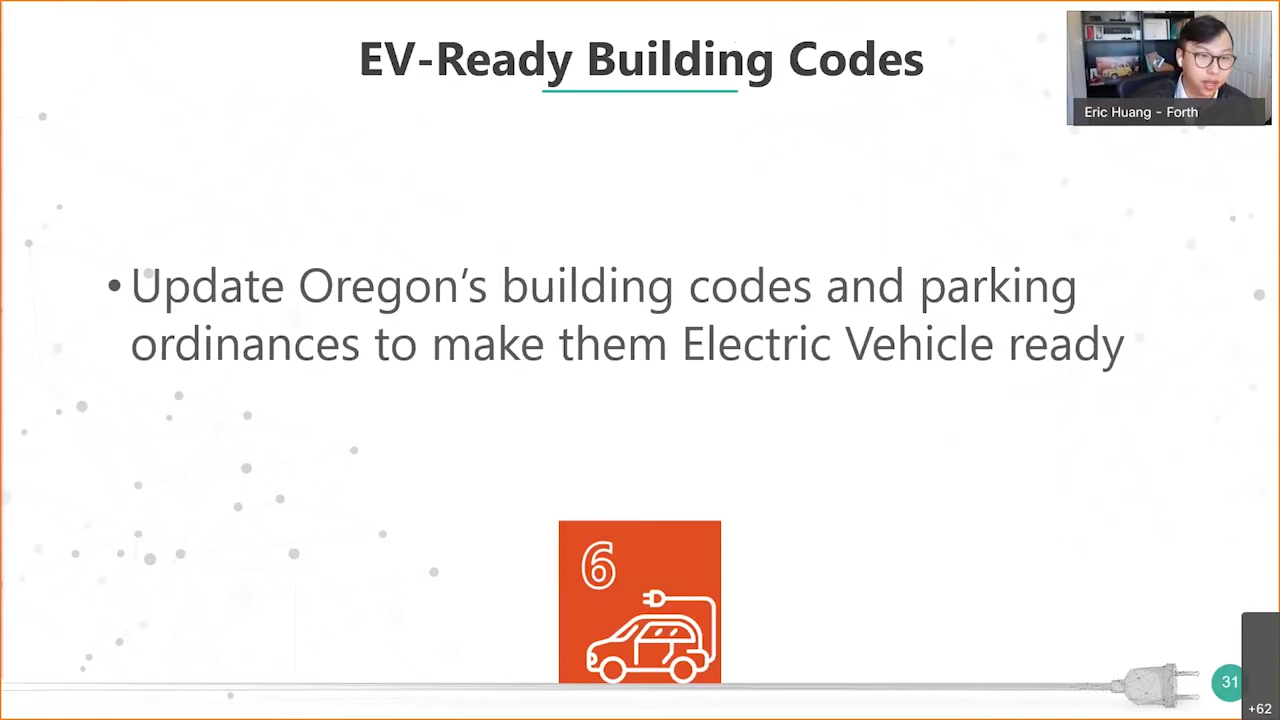 EV-Ready Building Codes
Eric Huang - Forth
• Update Oregon’s building codes and parking
ordinances to make them Electric Vehicle ready
6
31
+62